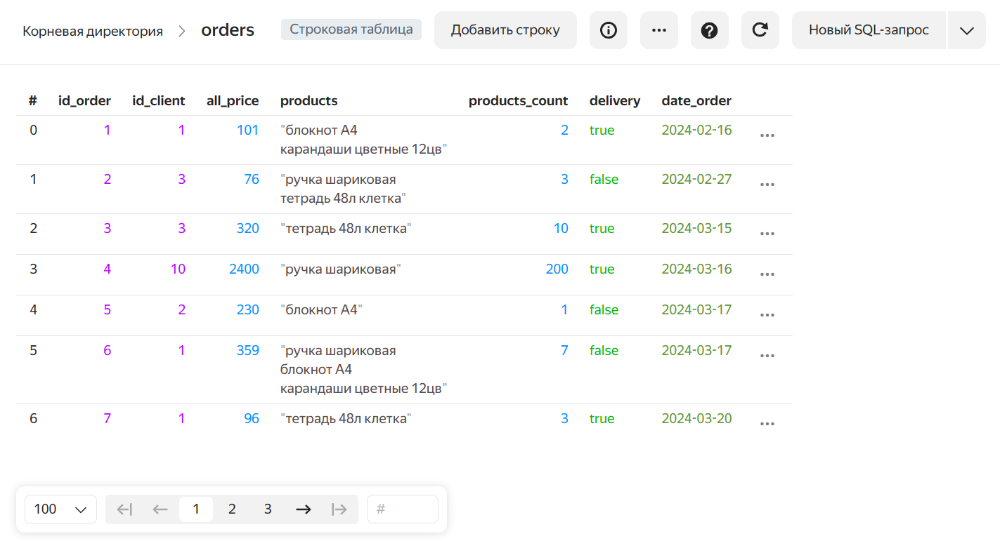 Корневая директория orders Строковая таблица Добавить строку Новый SQL-запрос
# id_order id_client all_price products products_count delivery date_order
0 1 1 101 "блокнот А4 2 true 2024-02-16
карандаши цветные 12цв"
1 2 3 76 "ручка шариковая 3 false 2024-02-27
тетрадь 48л клетка"
2 3 3 320 "тетрадь 48л клетка" 10 true 2024-03-15
3 4 10 2400 "ручка шариковая" 200 true 2024-03-16
4 5 2 230 "блокнот А4" 1 false 2024-03-17
5 6 1 359 "ручка шариковая 7 false 2024-03-17
блокнот А4
карандаши цветные 12цв"
6 7 1 96 "тетрадь 48л клетка" 3 true 2024-03-20
100 1 2 3 #